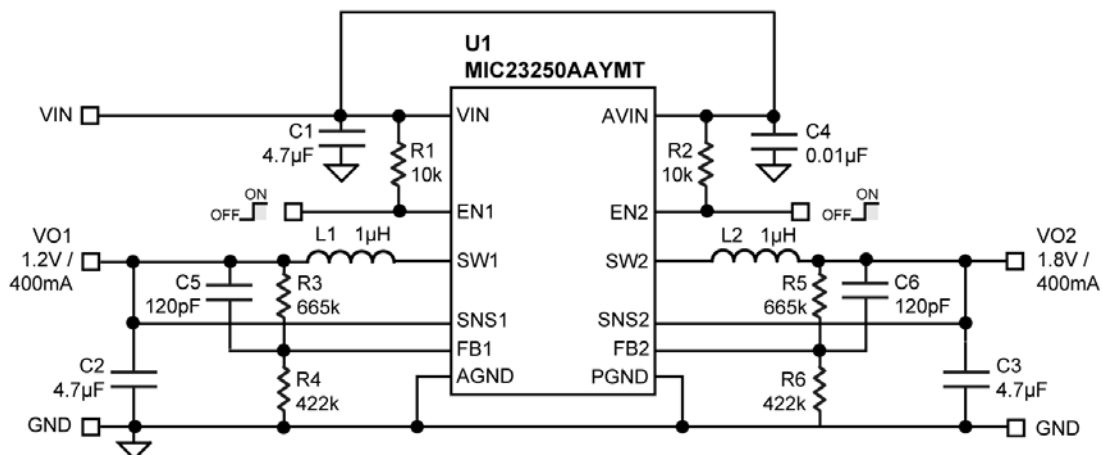 U1
MIC23250AAYMT
VIN
VIN
AVIN
C1
4.7µF
R1
10k
R2
10k
C4
0.01µF
ON
OFF
EN1
EN2
ON
OFF
L1 1µH
L2 1µH
VO1
1.2V /
400mA
SW1
SW2
VO2
1.8V /
400mA
C5
120pF
R3
665k
R5
665k
C6
120pF
SNS1
SNS2
FB1
FB2
C2
4.7µF
R4
422k
AGND
PGND
R6
422k
C3
4.7µF
GND
GND